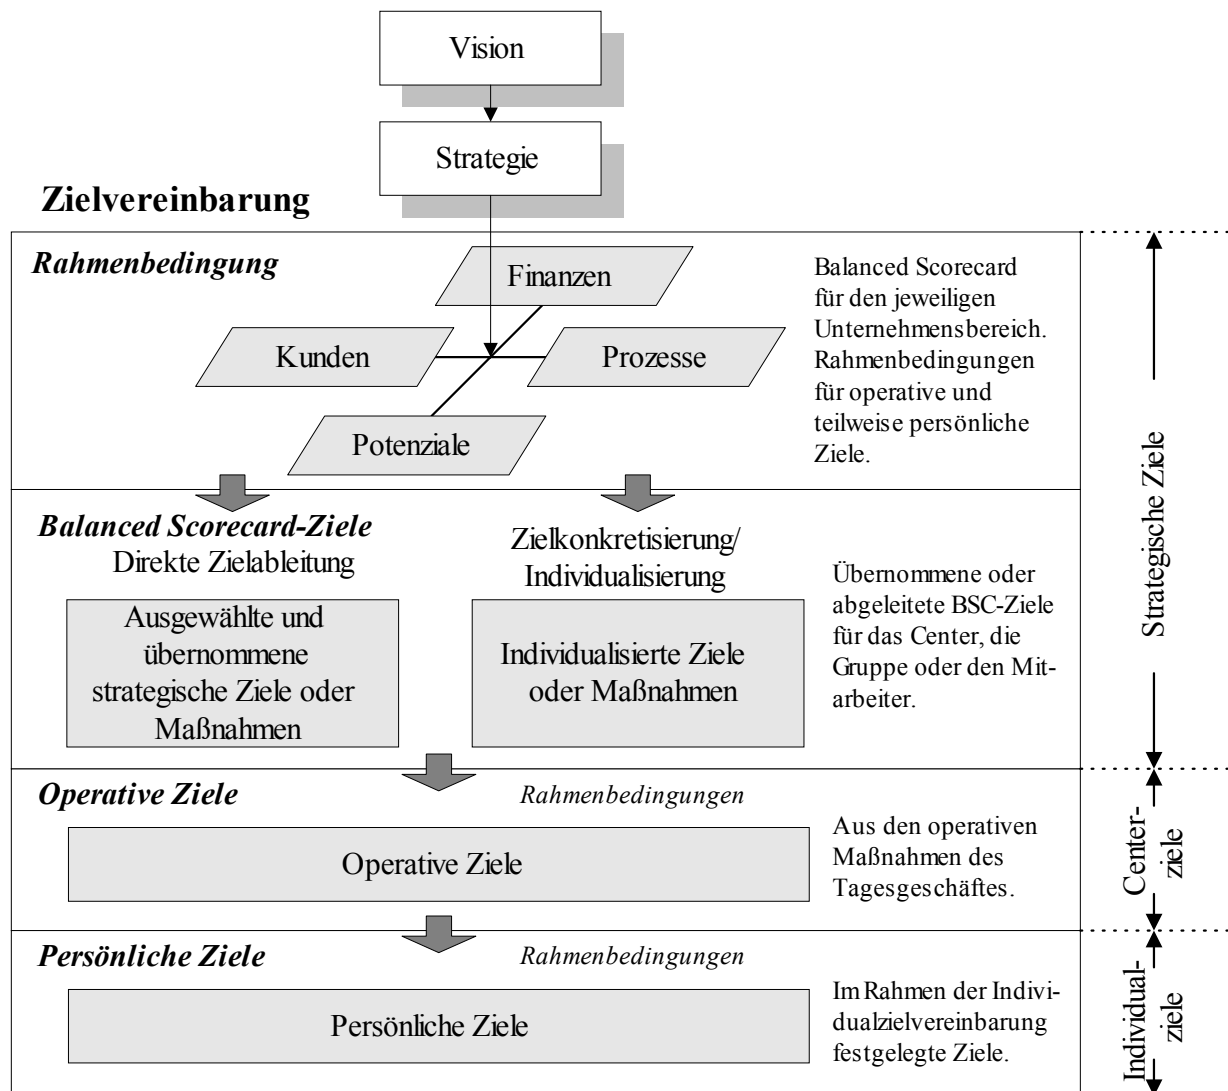 Vision
Strategie
Zielvereinbarung
Rahmenbedingung
Finanzen
Kunden
Prozesse
Potenziale
Balanced Scorecard
für den jeweiligen
Unternehmensbereich.
Rahmenbedingungen
für operative und
teilweise persönliche
Ziele.
Strategische Ziele
Balanced Scorecard-Ziele
Direkte Zielableitung
Zielkonkretisierung/
Individualisierung
Ausgewählte und
übernommene
strategische Ziele oder
Maßnahmen
Individualisierte Ziele
oder Maßnahmen
Übernommene oder
abgeleitete BSC-Ziele
für das Center, die
Gruppe oder den Mit-
arbeiter.
Operative Ziele
Rahmenbedingungen
Operative Ziele
Aus den operativen
Maßnahmen des
Tagesgeschäftes.
Center-
ziele
Persönliche Ziele
Rahmenbedingungen
Persönliche Ziele
Im Rahmen der Indivi-
dualzielvereinbarung
festgelegte Ziele.
Individual-
ziele